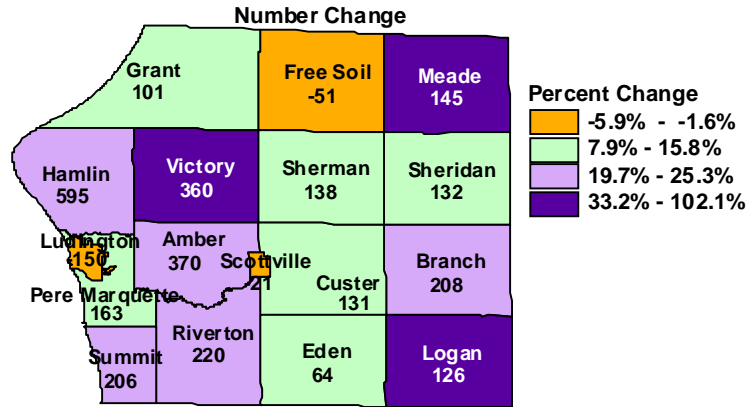 Number Change
Grant
101
Free Soil
-51
Meade
145
Percent Change
-5.9% - -1.6%
7.9% - 15.8%
19.7% - 25.3%
33.2% - 102.1%
Hamlin
595
Victory
360
Sherman
138
Sheridan
132
Ludington
150
Amber
370
Scottville
21
Custer
131
Branch
208
Pere Marquette
163
Summit
206
Riverton
220
Eden
64
Logan
126